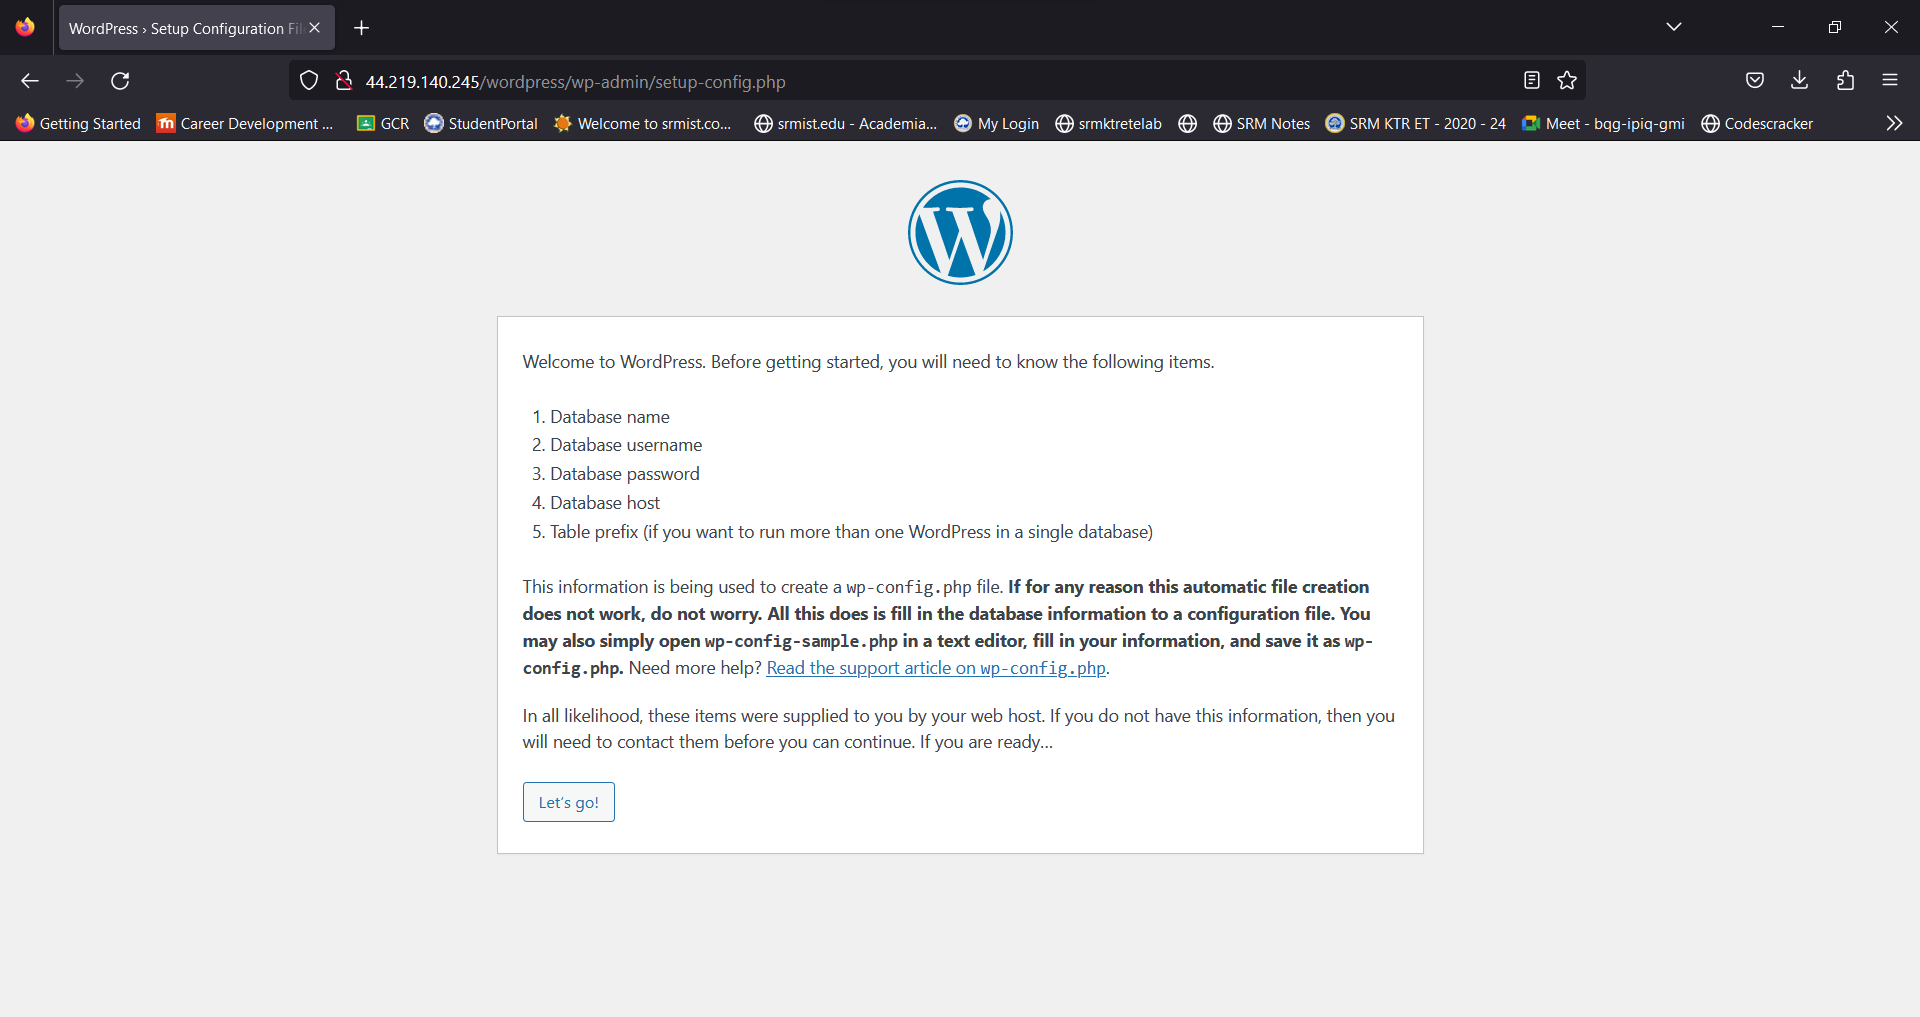 WordPress › Setup Configuration Fil
44.219.140.245/wordpress/wp-admin/setup-config.php
Getting Started
Career Development ...
GCR
StudentPortal
Welcome to srmist.co...
srmist.edu - Academia...
My Login
srmktretelab
SRM Notes
SRM KTR ET - 2020 - 24
Meet - bqg-ipiq-gmi
Codescracker
Welcome to WordPress. Before getting started, you will need to know the following items.
1. Database name
2. Database username
3. Database password
4. Database host
5. Table prefix (if you want to run more than one WordPress in a single database)
This information is being used to create a wp-config.php file. If for any reason this automatic file creation
does not work, do not worry. All this does is fill in the database information to a configuration file. You
may also simply open wp-config-sample.php in a text editor, fill in your information, and save it as wp-
config.php. Need more help? Read the support article on wp-config.php.
In all likelihood, these items were supplied to you by your web host. If you do not have this information, then you
will need to contact them before you can continue. If you are ready…
Let’s go!